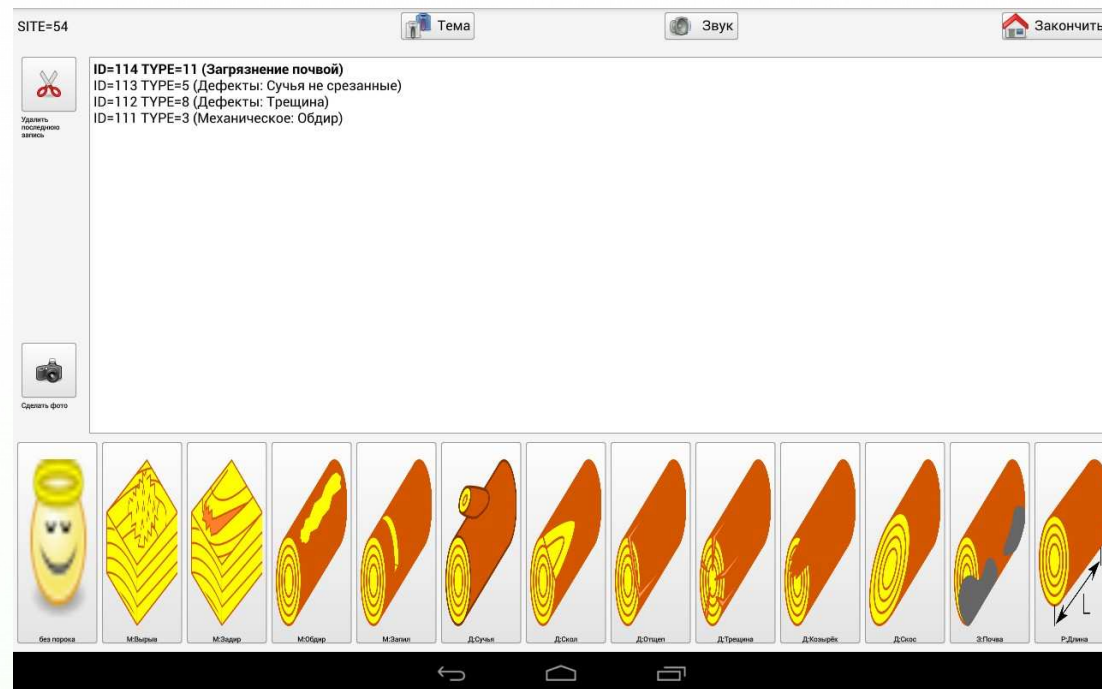 SITE=54
Тема
Звук
Закончить
ID=114 TYPE=11 (Загрязнение почвой)
ID=113 TYPE=5 (Дефекты: Сучья не срезанные)
ID=112 TYPE=8 (Дефекты: Трещина)
ID=111 TYPE=3 (Механическое: Обдир)
Удалить
последнюю
запись
Сделать фото
L
без порока
М:Вырыв
М:Задир
М:Обдир
М:Запил
Д:Сучья
Д:Скол
Д:Отщеп
Д:Трещина
Д:Козырёк
Д:Скос
З:Почва
Р:Длина